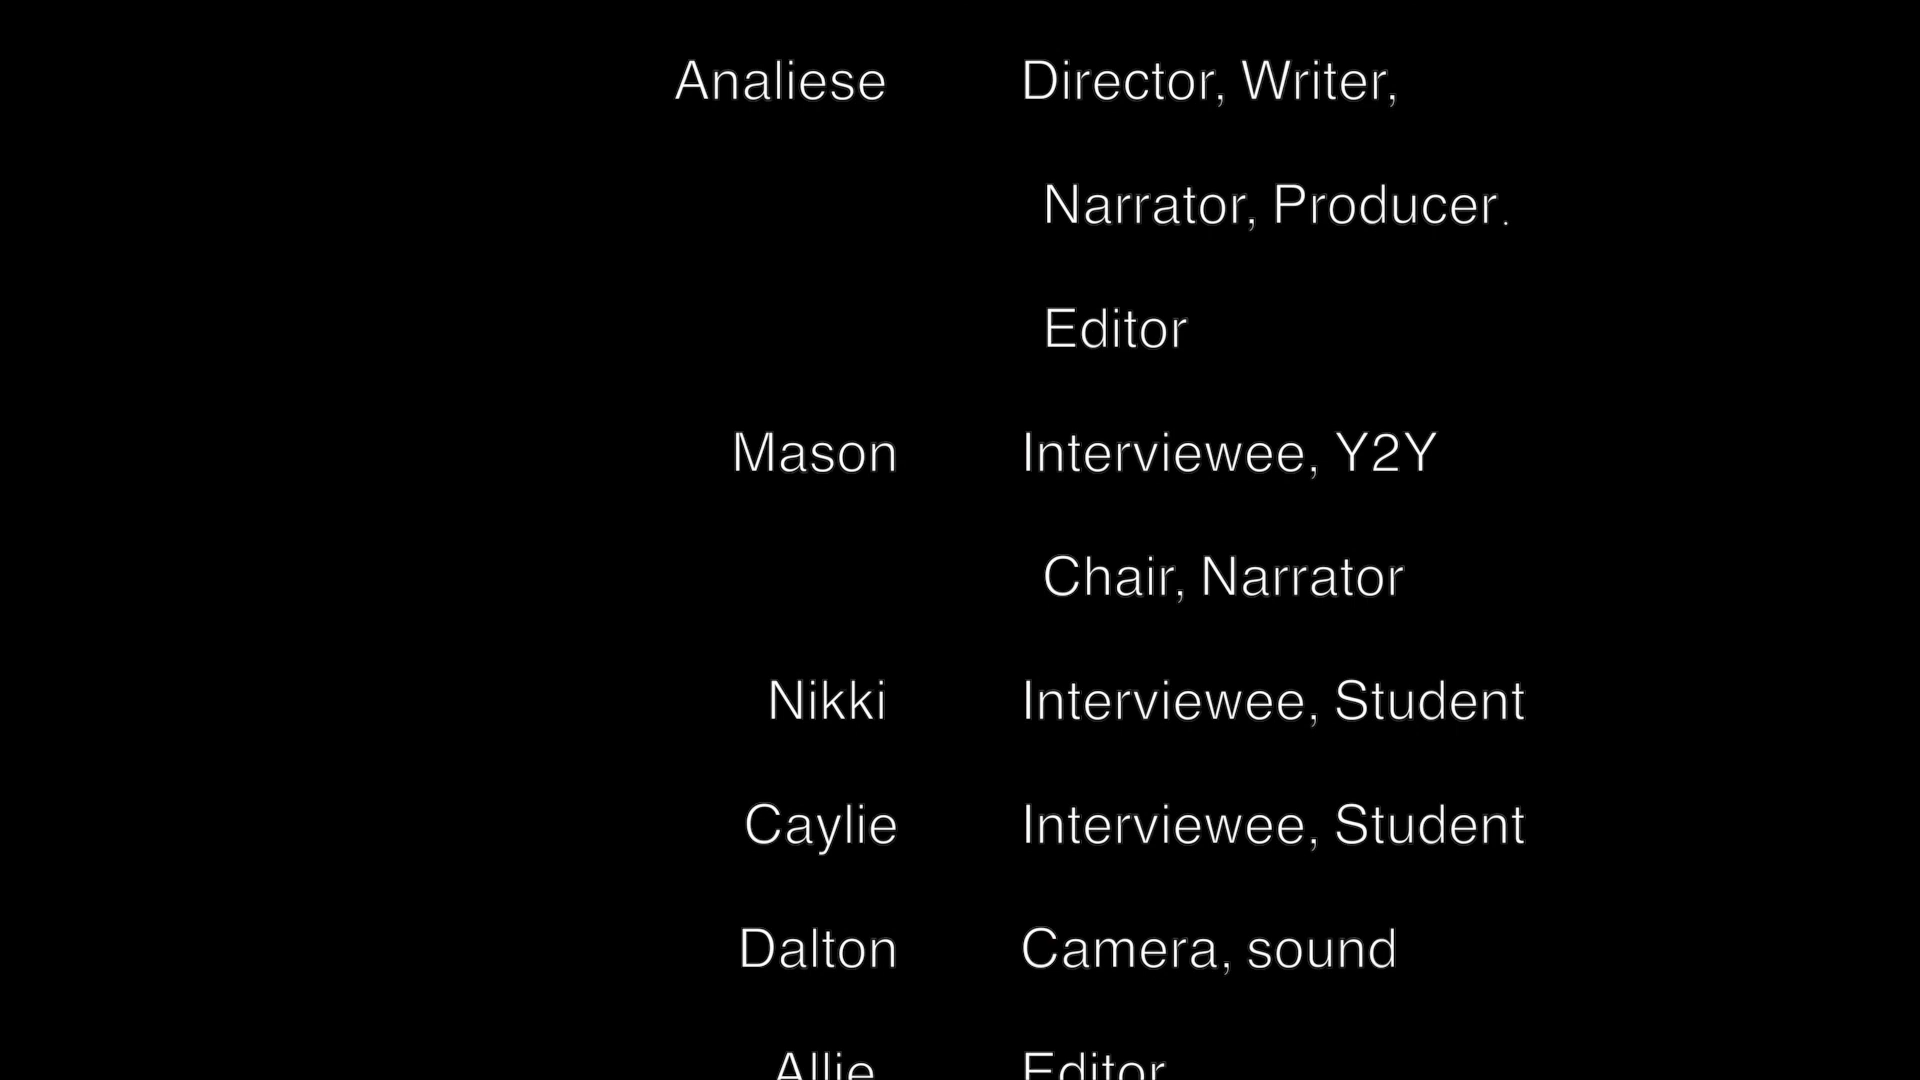 Analiese Director, Writer,
Narrator, Producer.
Editor
Mason Interviewee, Y2Y
Chair, Narrator
Nikki Interviewee, Student
Caylie Interviewee, Student
Dalton Camera, sound
Allie Editor